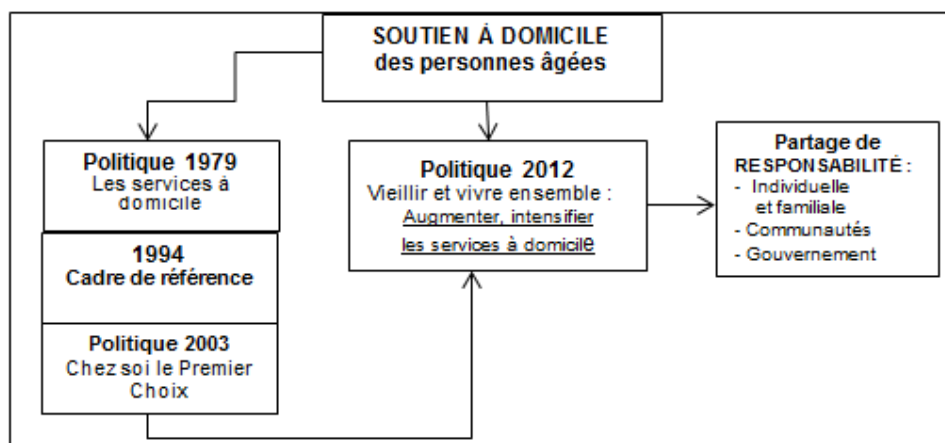 SOUTIEN À DOMICILE
des personnes âgées
Politique 1979
Les services à
domicile
1994
Cadre de référence
Politique 2003
Chez soi le Premier
Choix
Politique 2012
Vieillir et vivre ensemble :
Augmenter, intensifier
les services à domicile
Partage de
RESPONSABILITÉ :
- Individuelle
et familiale
- Communautés
- Gouvernement